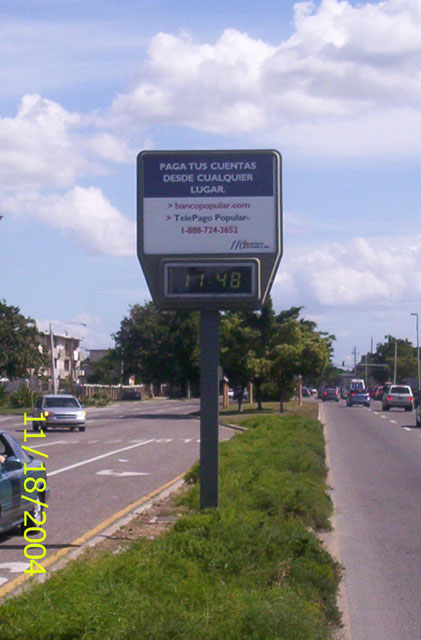 PAGA TUS CUENTAS
DESDE CUALQUIER
LUGAR.
> bancopopular.com
> TelePago Popular
1-888-724-3652
11:48
11/18/2004